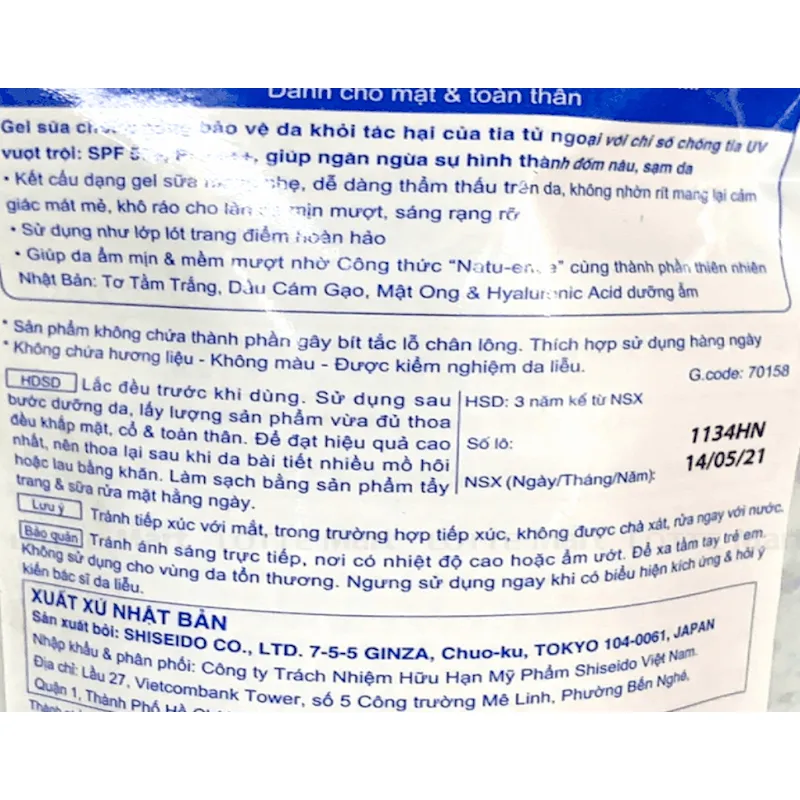 Dành cho mặt & toàn thân
Gel sữa bảo vệ da khỏi tác hại của tia tử ngoại với chỉ số chống tia UV
vượt trội: SPF giúp ngăn ngừa sự hình thành đốm nâu, sạm da
• Kết cấu dạng gel sữa dễ dàng thẩm thấu trên da, không nhờn rít mang lại cảm
giác mát mẻ, khô ráo cho làn mịn mượt, sáng rạng rỡ
• Sử dụng như lớp lót trang điểm hoàn hảo
• Giúp da ẩm mịn & mềm mượt nhờ Công thức cùng thành phần thiên nhiên
Nhật Bản: Tơ Tằm Trắng, Dầu Cám Gạo, Mật Ong & Hyaluronic Acid dưỡng ẩm
* Sản phẩm không chứa thành phần gây bít tắc lỗ chân lông. Thích hợp sử dụng hàng ngày
* Không chứa hương liệu - Không màu - Được kiểm nghiệm da liễu.
G.code: 70158
HDSD Lắc đều trước khi dùng. Sử dụng sau
bước dưỡng da, lấy lượng sản phẩm vừa đủ thoa
đều khắp mặt, cổ & toàn thân. Để đạt hiệu quả cao
nhất, nên thoa lại sau khi da bài tiết nhiều mồ hôi
hoặc lau bằng khăn. Làm sạch bằng sản phẩm tẩy
trang & sữa rửa mặt hằng ngày.
HSD: 3 năm kể từ NSX
Số lô: 1134HN
NSX (Ngày/Tháng/Năm): 14/05/21
Lưu ý Tránh tiếp xúc với mắt, trong trường hợp tiếp xúc, không được chà xát, rửa ngay với nước.
Bảo quản Tránh ánh sáng trực tiếp, nơi có nhiệt độ cao hoặc ẩm ướt. Để xa tầm tay trẻ em.
Không sử dụng cho vùng da tổn thương. Ngưng sử dụng ngay khi có biểu hiện kích ứng & hỏi ý
kiến bác sĩ da liễu.
XUẤT XỨ NHẬT BẢN
Sản xuất bởi: SHISEIDO CO., LTD. 7-5-5 GINZA, Chuo-ku, TOKYO 104-0061, JAPAN
Nhập khẩu & phân phối: Công ty Trách Nhiệm Hữu Hạn Mỹ Phẩm Shiseido Việt Nam.
Địa chỉ: Lầu 27, Vietcombank Tower, số 5 Công trường Mê Linh, Phường Bến Nghé,
Quận 1, Thành Phố